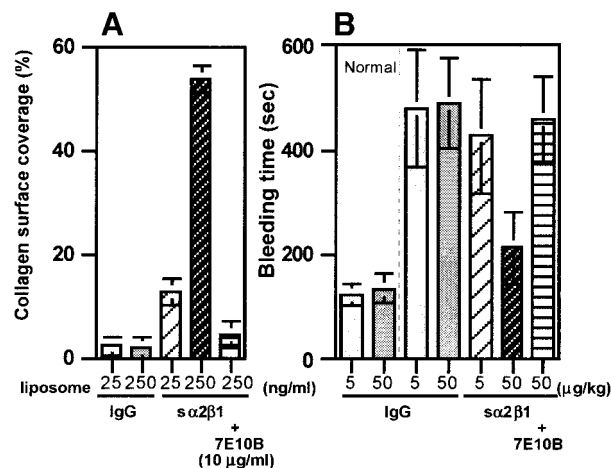 A
Collagen surface coverage (%)
60
40
20
0
liposome 25 250 25 250 250 (ng/ml)
IgG sα2β1
+
7E10B
(10 μg/ml)
B
Bleeding time (sec)
600
400
200
0
Normal
5 50 5 50 5 50 50 (μg/kg)
IgG sα2β1
+
7E10B